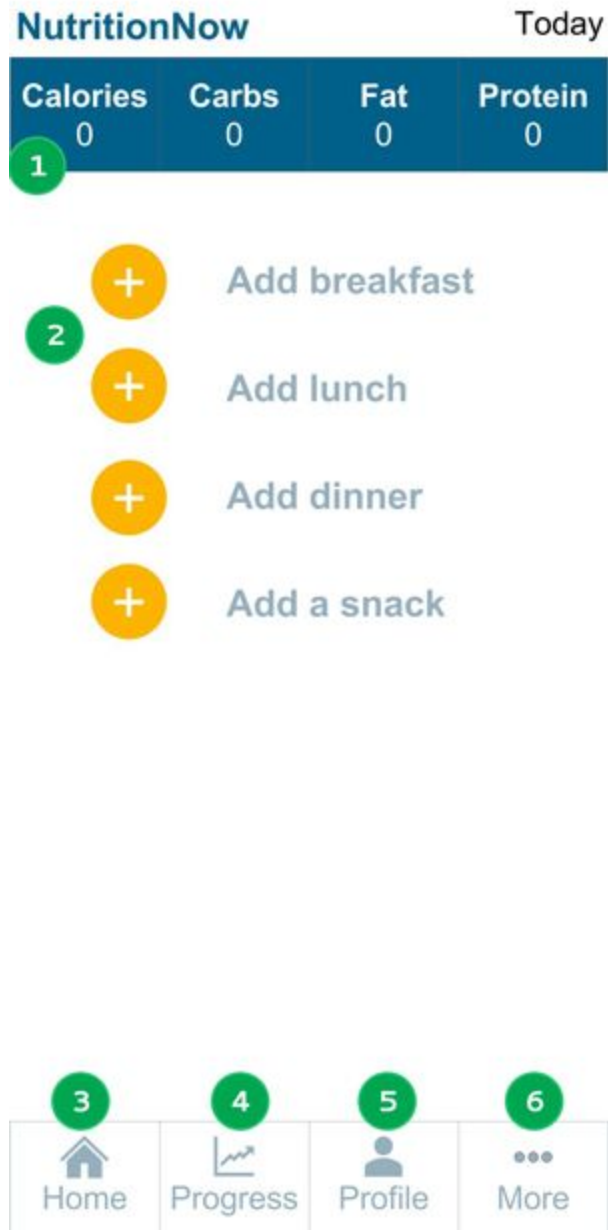 NutritionNow Today
Calories Carbs Fat Protein
0 0 0 0
1
+ Add breakfast
2
+ Add lunch
+ Add dinner
+ Add a snack
3 4 5 6
Home Progress Profile More